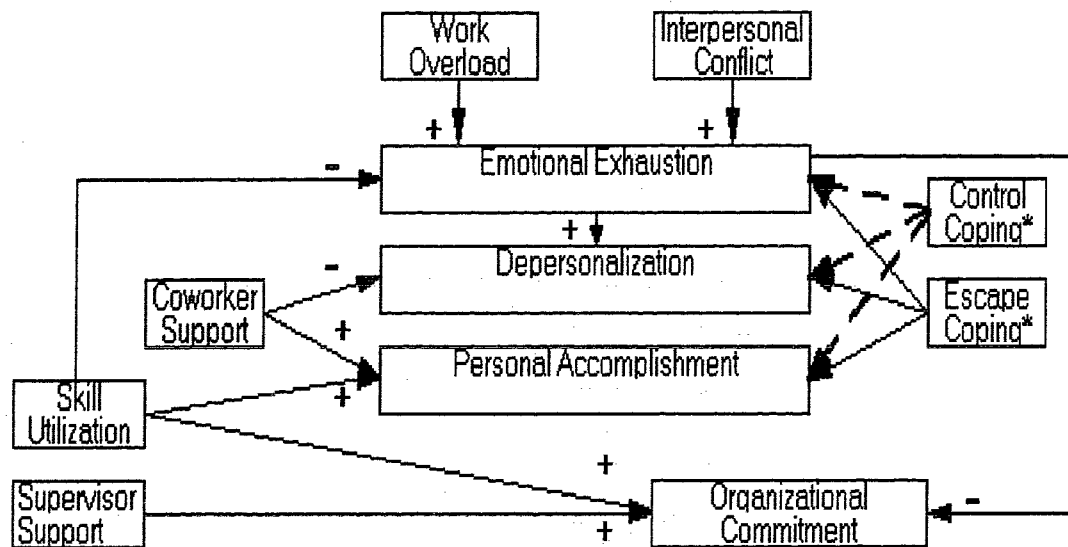 Work
Overload
Interpersonal
Conflict
+
+
-
Emotional Exhaustion
Control
Coping*
+
-
Depersonalization
Coworker
Support
Escape
Coping*
+
Personal Accomplishment
+
Skill
Utilization
+
Supervisor
Support
Organizational
Commitment
-
+